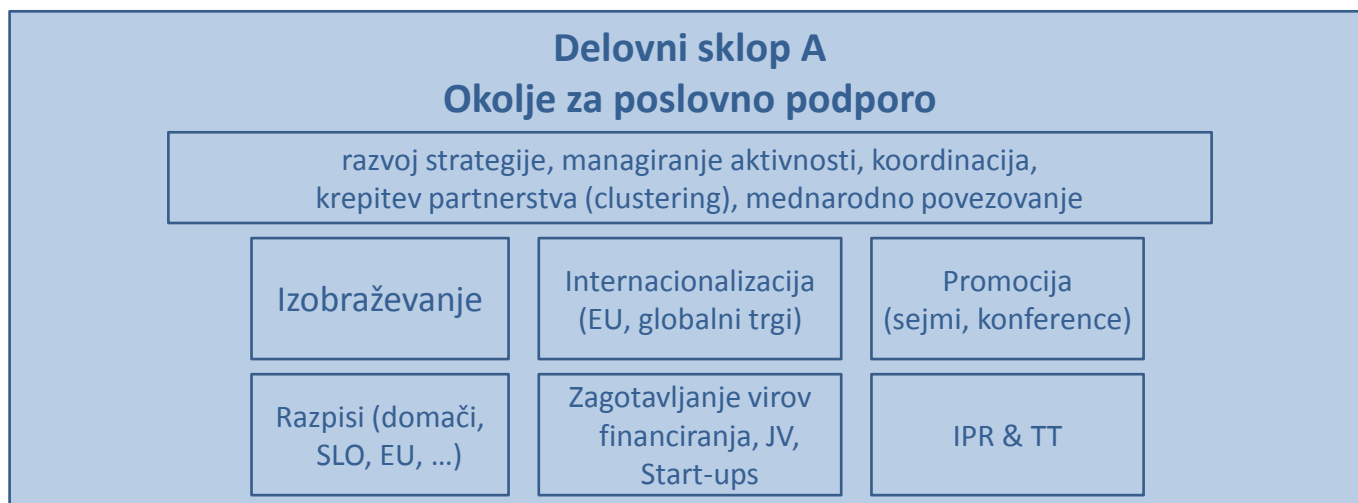 Delovni sklop A
Okolje za poslovno podporo
razvoj strategije, managiranje aktivnosti, koordinacija,
krepitev partnerstva (clustering), mednarodno povezovanje
Izobraževanje
Internacionalizacija
(EU, globalni trgi)
Promocija
(sejmi, konference)
Razpisi (domači,
SLO, EU, …)
Zagotavljanje virov
financiranja, JV,
Start-ups
IPR & TT